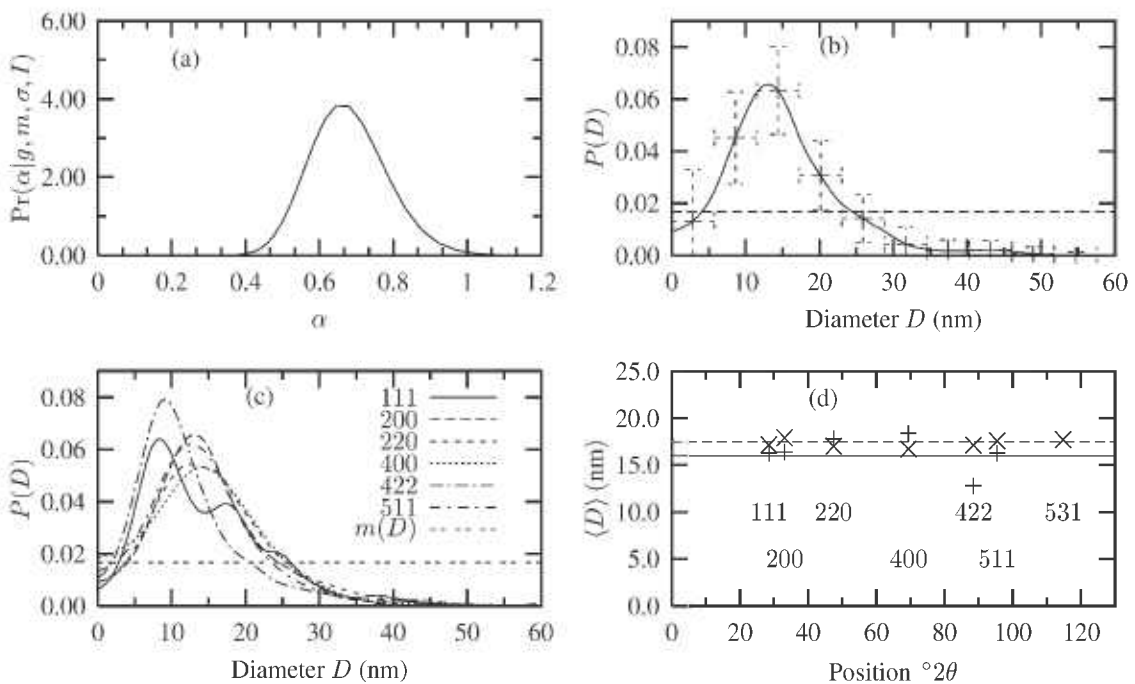 6.00
4.00
2.00
0.00
Pr(α|g, m, σ, I)
(a)
0 0.2 0.4 0.6 0.8 1 1.2
α
0.08
0.06
0.04
0.02
0.00
P(D)
(b)
0 10 20 30 40 50 60
Diameter D (nm)
0.08
0.06
0.04
0.02
0.00
P(D)
(c)
111
200
220
400
422
511
m(D)
0 10 20 30 40 50 60
Diameter D (nm)
25.0
20.0
15.0
10.0
5.0
0.0
⟨D⟩ (nm)
(d)
111 220 422 531
200 400 511
0 20 40 60 80 100 120
Position °2θ